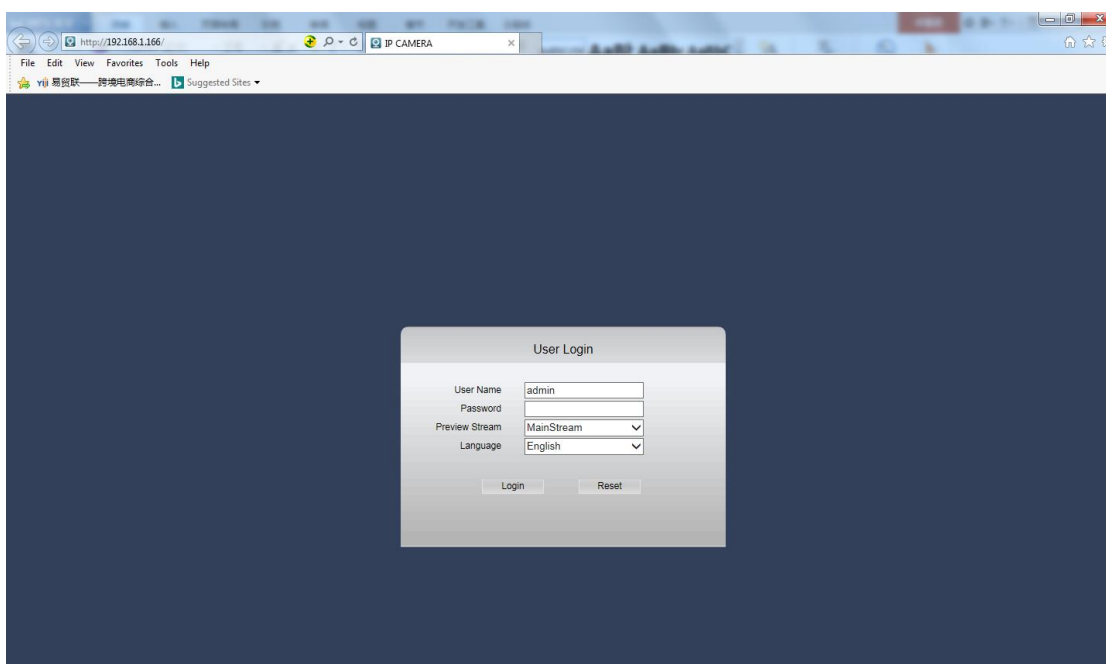 http://192.168.1.166/
IP CAMERA
File Edit View Favorites Tools Help
易贸联——跨境电商综合... Suggested Sites
User Login
User Name admin
Password
Preview Stream MainStream
Language English
Login Reset